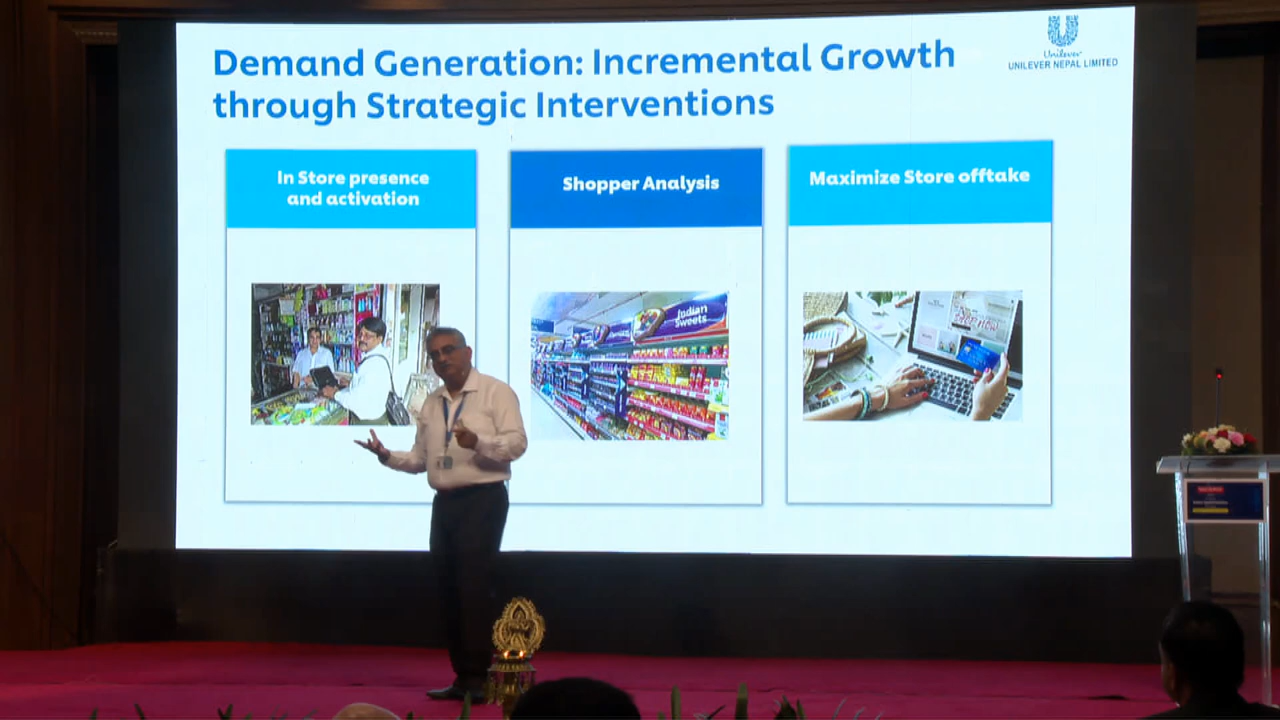 Demand Generation: Incremental Growth
through Strategic Interventions
Unilever
UNILEVER NEPAL LIMITED
In Store presence
and activation
Shopper Analysis
Maximize Store offtake
Indian
Sweets